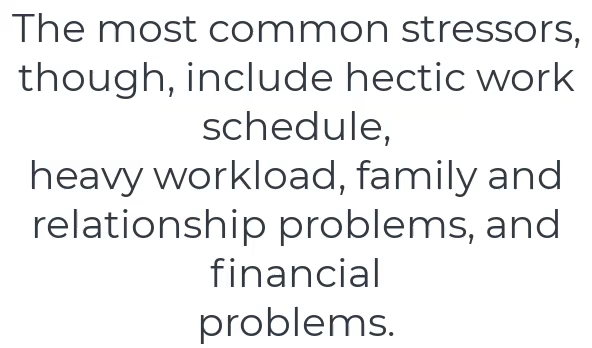 The most common stressors,
though, include hectic work
schedule,
heavy workload, family and
relationship problems, and
financial
problems.